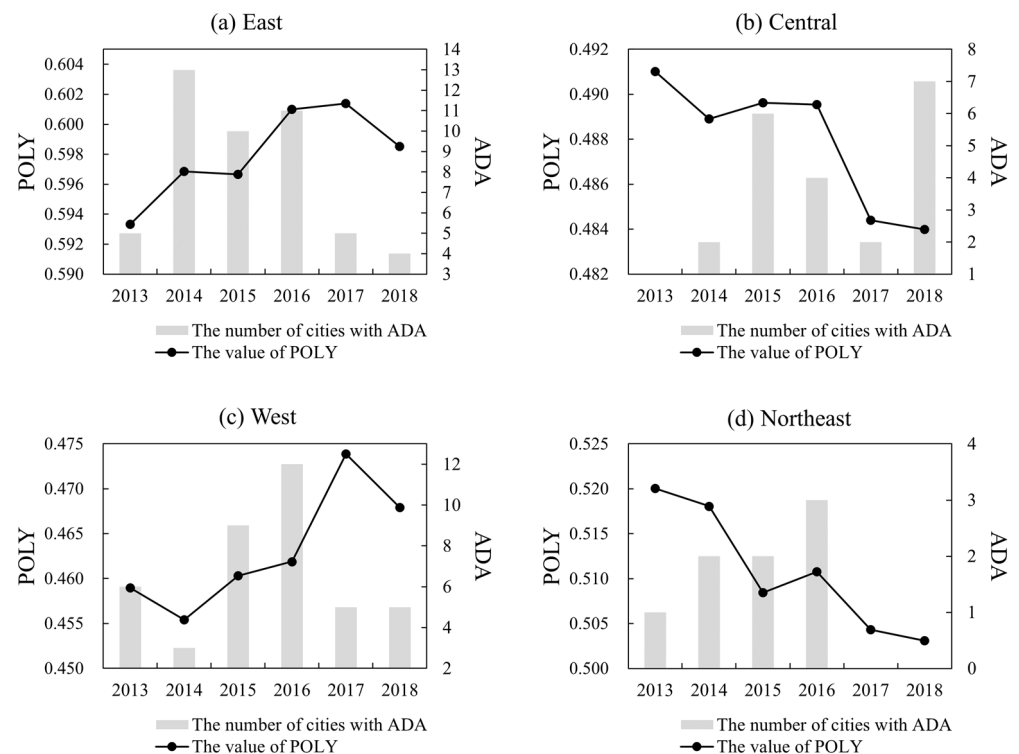 (a) East
0.604
0.602
0.600
0.598
0.596
0.594
0.592
0.590
POLY
14
13
12
11
10
9
8
7
6
5
4
3
ADA
2013 2014 2015 2016 2017 2018
The number of cities with ADA
The value of POLY
(b) Central
0.492
0.490
0.488
0.486
0.484
0.482
POLY
8
7
6
5
4
3
2
1
ADA
2013 2014 2015 2016 2017 2018
The number of cities with ADA
The value of POLY
(c) West
0.475
0.470
0.465
0.460
0.455
0.450
POLY
12
10
8
6
4
2
ADA
2013 2014 2015 2016 2017 2018
The number of cities with ADA
The value of POLY
(d) Northeast
0.525
0.520
0.515
0.510
0.505
0.500
POLY
4
3
2
1
0
ADA
2013 2014 2015 2016 2017 2018
The number of cities with ADA
The value of POLY